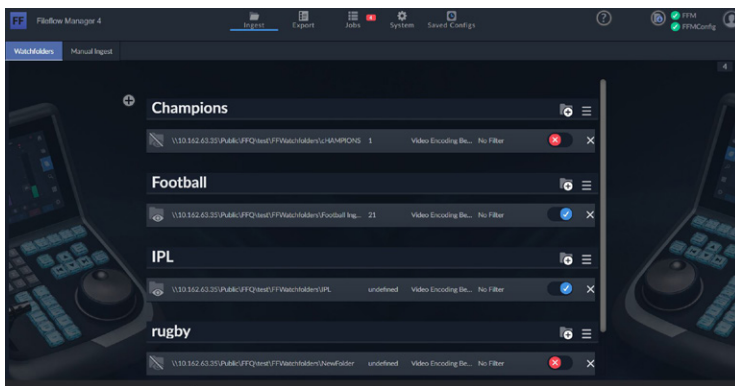 FF Fileflow Manager 4 Ingest Export Jobs System Saved Configs ? FFM
FFMConfig
Watchfolders Manual Ingest
4
Champions
\\10.162.63.35\Public\FFQ\test\FFWatchfolders\cHAMPIONS 1 Video Encoding Be... No Filter
Football
\\10.162.63.35\Public\FFQ\test\FFWatchfolders\Football Ing... 21 Video Encoding Be... No Filter
IPL
\\10.162.63.35\Public\FFQ\test\FFWatchfolders\IPL undefined Video Encoding Be... No Filter
rugby
\\10.162.63.35\Public\FFQ\test\FFWatchfolders\NewFolder undefined Video Encoding Be... No Filter